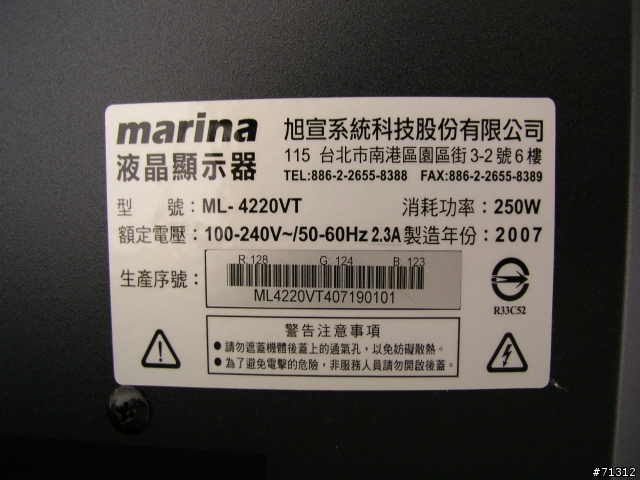 marina 旭宣系統科技股份有限公司
液晶顯示器 115 台北市南港區園區街3-2號6樓
TEL:886-2-2655-8388 FAX:886-2-2655-8389
型 號：ML- 4220VT 消耗功率：250W
額定電壓：100-240V~/50-60Hz 2.3A 製造年份：2007
生產序號：
R. 128 G. 124 B. 123
ML4220VT407190101
R33C52
警告注意事項
●請勿遮蓋機體後蓋上的通氣孔，以免妨礙散熱。
●為了避免電擊的危險，非服務人員請勿開啟後蓋。
#71312